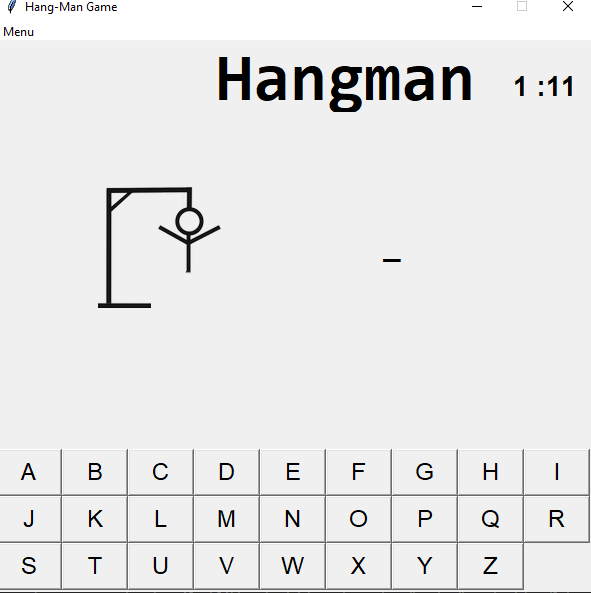 Hang-Man Game
Menu
Hangman 1 :11
_
A B C D E F G H I
J K L M N O P Q R
S T U V W X Y Z